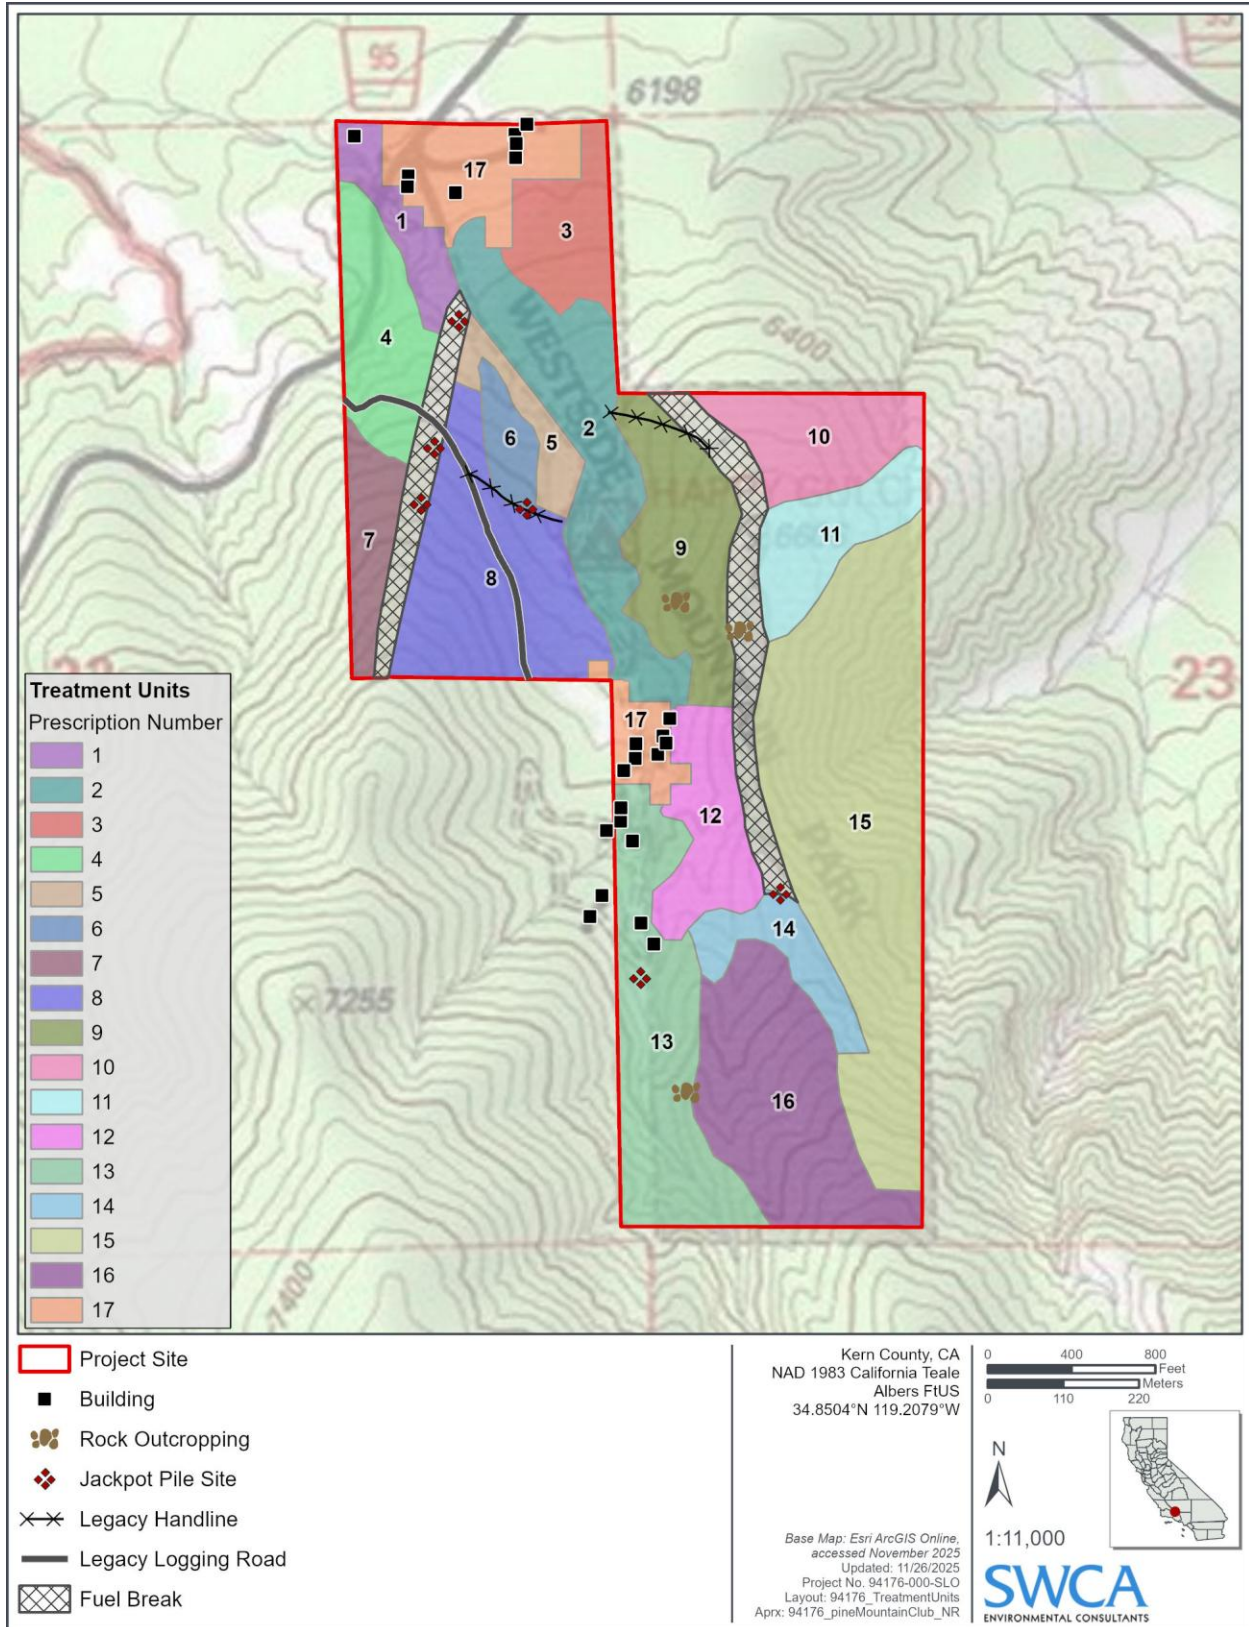 95
6198
17
1
3
4
6400
WESTSIDE
2
10
6
5
11
7
9
8
MOUN
23
17
12
15
PARK
14
7255
13
16
7400
Treatment Units
Prescription Number
1
2
3
4
5
6
7
8
9
10
11
12
13
14
15
16
17
Project Site
Building
Rock Outcropping
Jackpot Pile Site
Legacy Handline
Legacy Logging Road
Fuel Break
Kern County, CA
NAD 1983 California Teale
Albers FtUS
34.8504°N 119.2079°W
Base Map: Esri ArcGIS Online,
accessed November 2025
Updated: 11/26/2025
Project No. 94176-000-SLO
Layout: 94176_TreatmentUnits
Aprx: 94176_pineMountainClub_NR
0 400 800
Feet
Meters
0 110 220
N
1:11,000
SWCA
ENVIRONMENTAL CONSULTANTS